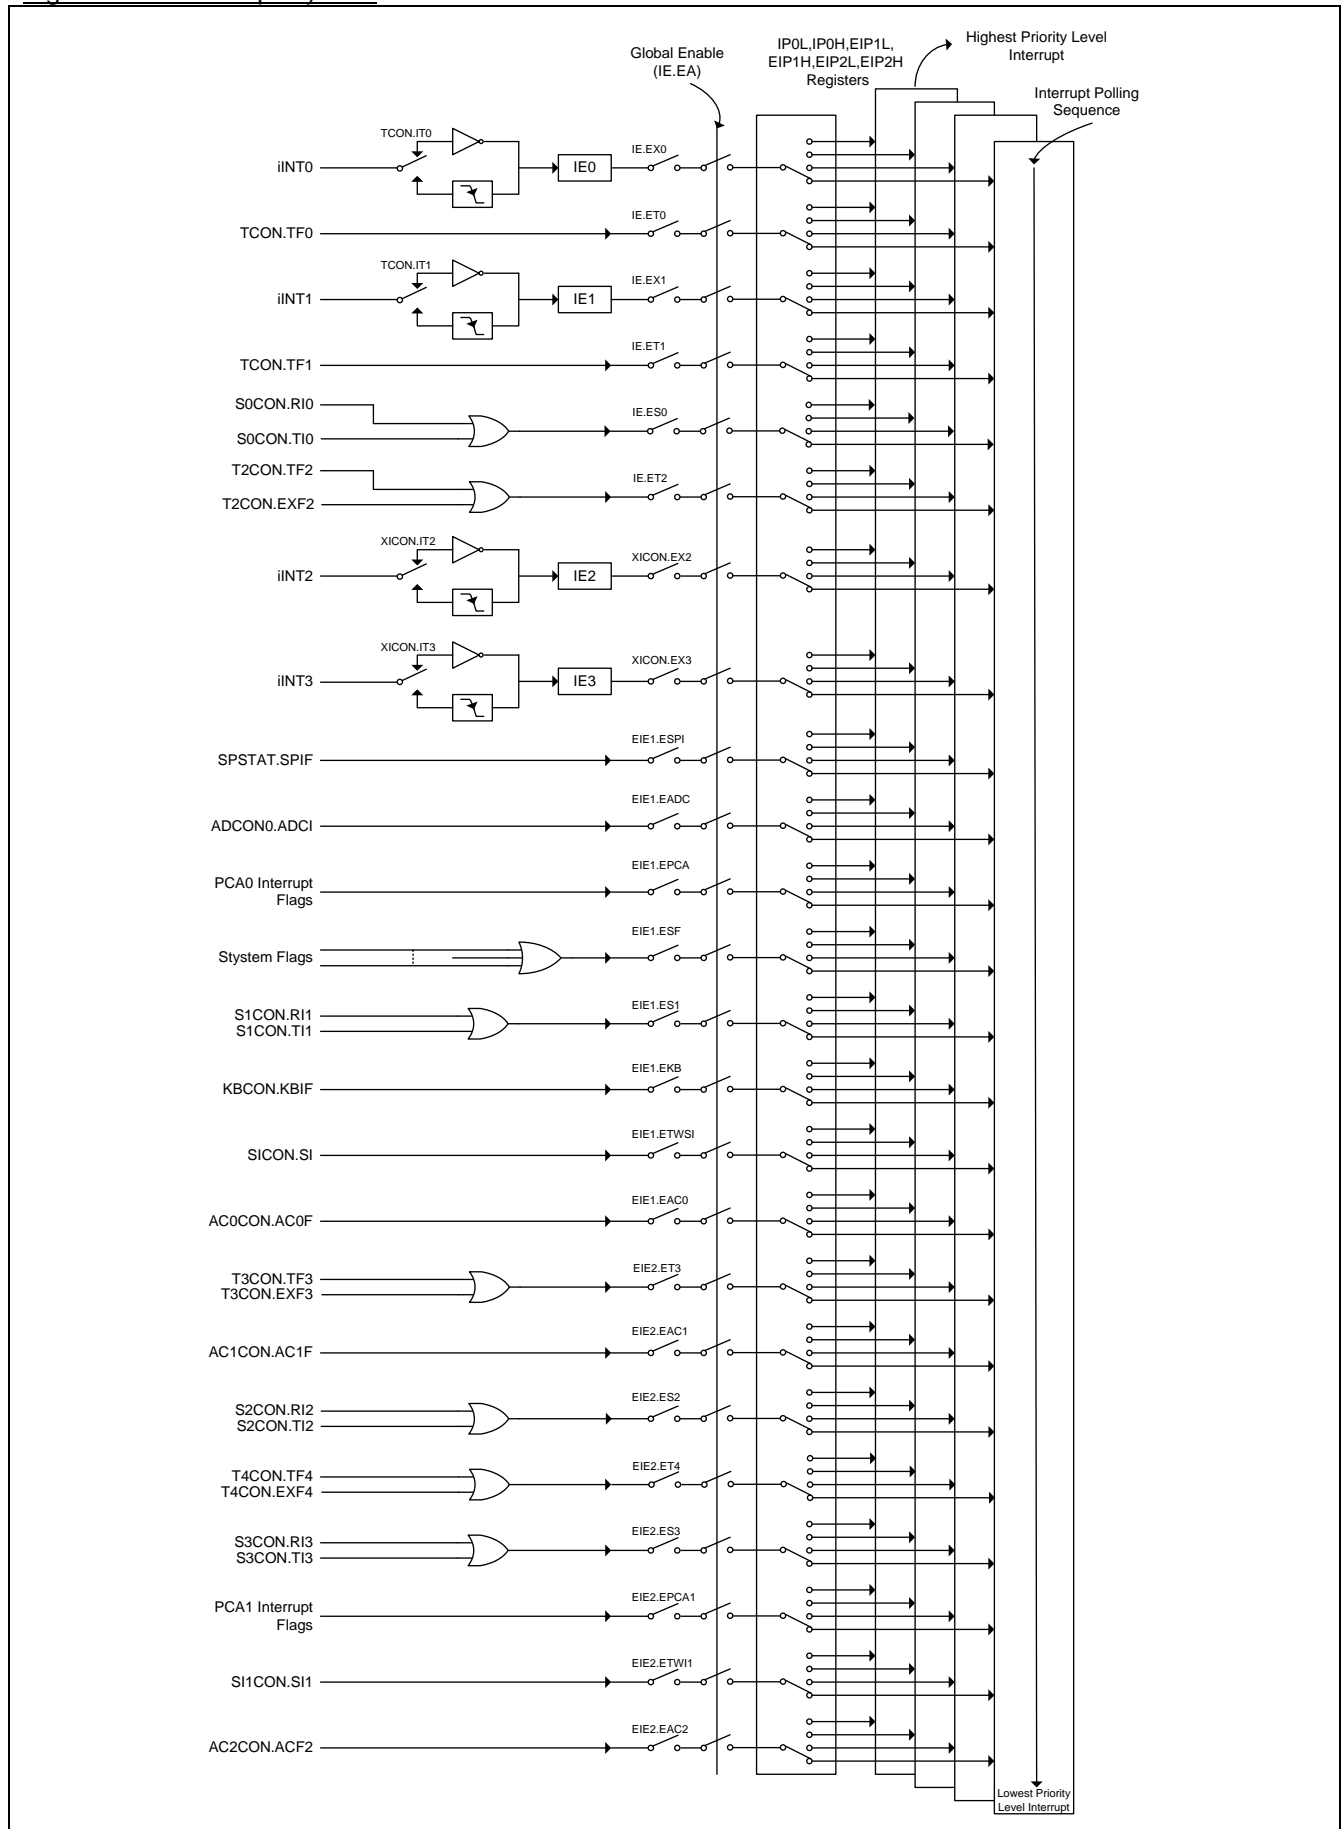 Global Enable
(IE.EA)
IP0L,IP0H,EIP1L,
EIP1H,EIP2L,EIP2H
Registers
Highest Priority Level
Interrupt
Interrupt Polling
Sequence
TCON.IT0
iINT0
IE0
IE.EX0
TCON.TF0
IE.ET0
TCON.IT1
iINT1
IE1
IE.EX1
TCON.TF1
IE.ET1
S0CON.RI0
S0CON.TI0
IE.ES0
T2CON.TF2
T2CON.EXF2
IE.ET2
XICON.IT2
iINT2
IE2
XICON.EX2
XICON.IT3
iINT3
IE3
XICON.EX3
SPSTAT.SPIF
EIE1.ESPI
ADCON0.ADCI
EIE1.EADC
PCA0 Interrupt
Flags
EIE1.EPCA
Stystem Flags
EIE1.ESF
S1CON.RI1
S1CON.TI1
EIE1.ES1
KBCON.KBIF
EIE1.EKB
SICON.SI
EIE1.ETWSI
AC0CON.AC0F
EIE1.EAC0
T3CON.TF3
T3CON.EXF3
EIE2.ET3
AC1CON.AC1F
EIE2.EAC1
S2CON.RI2
S2CON.TI2
EIE2.ES2
T4CON.TF4
T4CON.EXF4
EIE2.ET4
S3CON.RI3
S3CON.TI3
EIE2.ES3
PCA1 Interrupt
Flags
EIE2.EPCA1
SI1CON.SI1
EIE2.ETWI1
AC2CON.ACF2
EIE2.EAC2
Lowest Priority
Level Interrupt